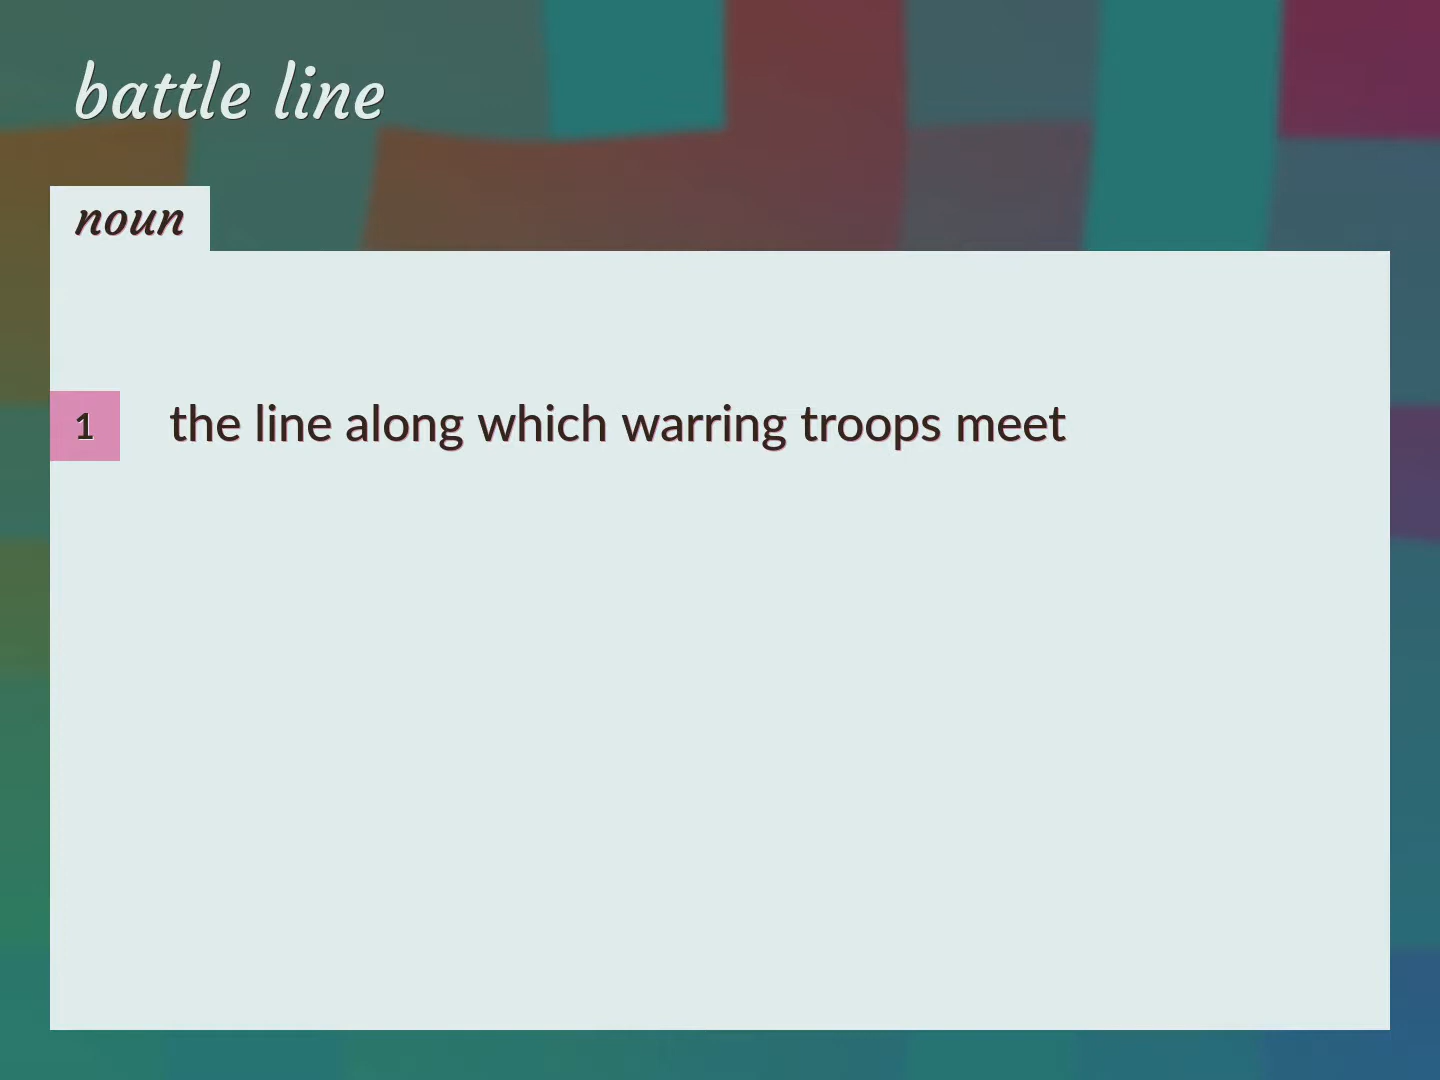 battle line
noun
1 the line along which warring troops meet